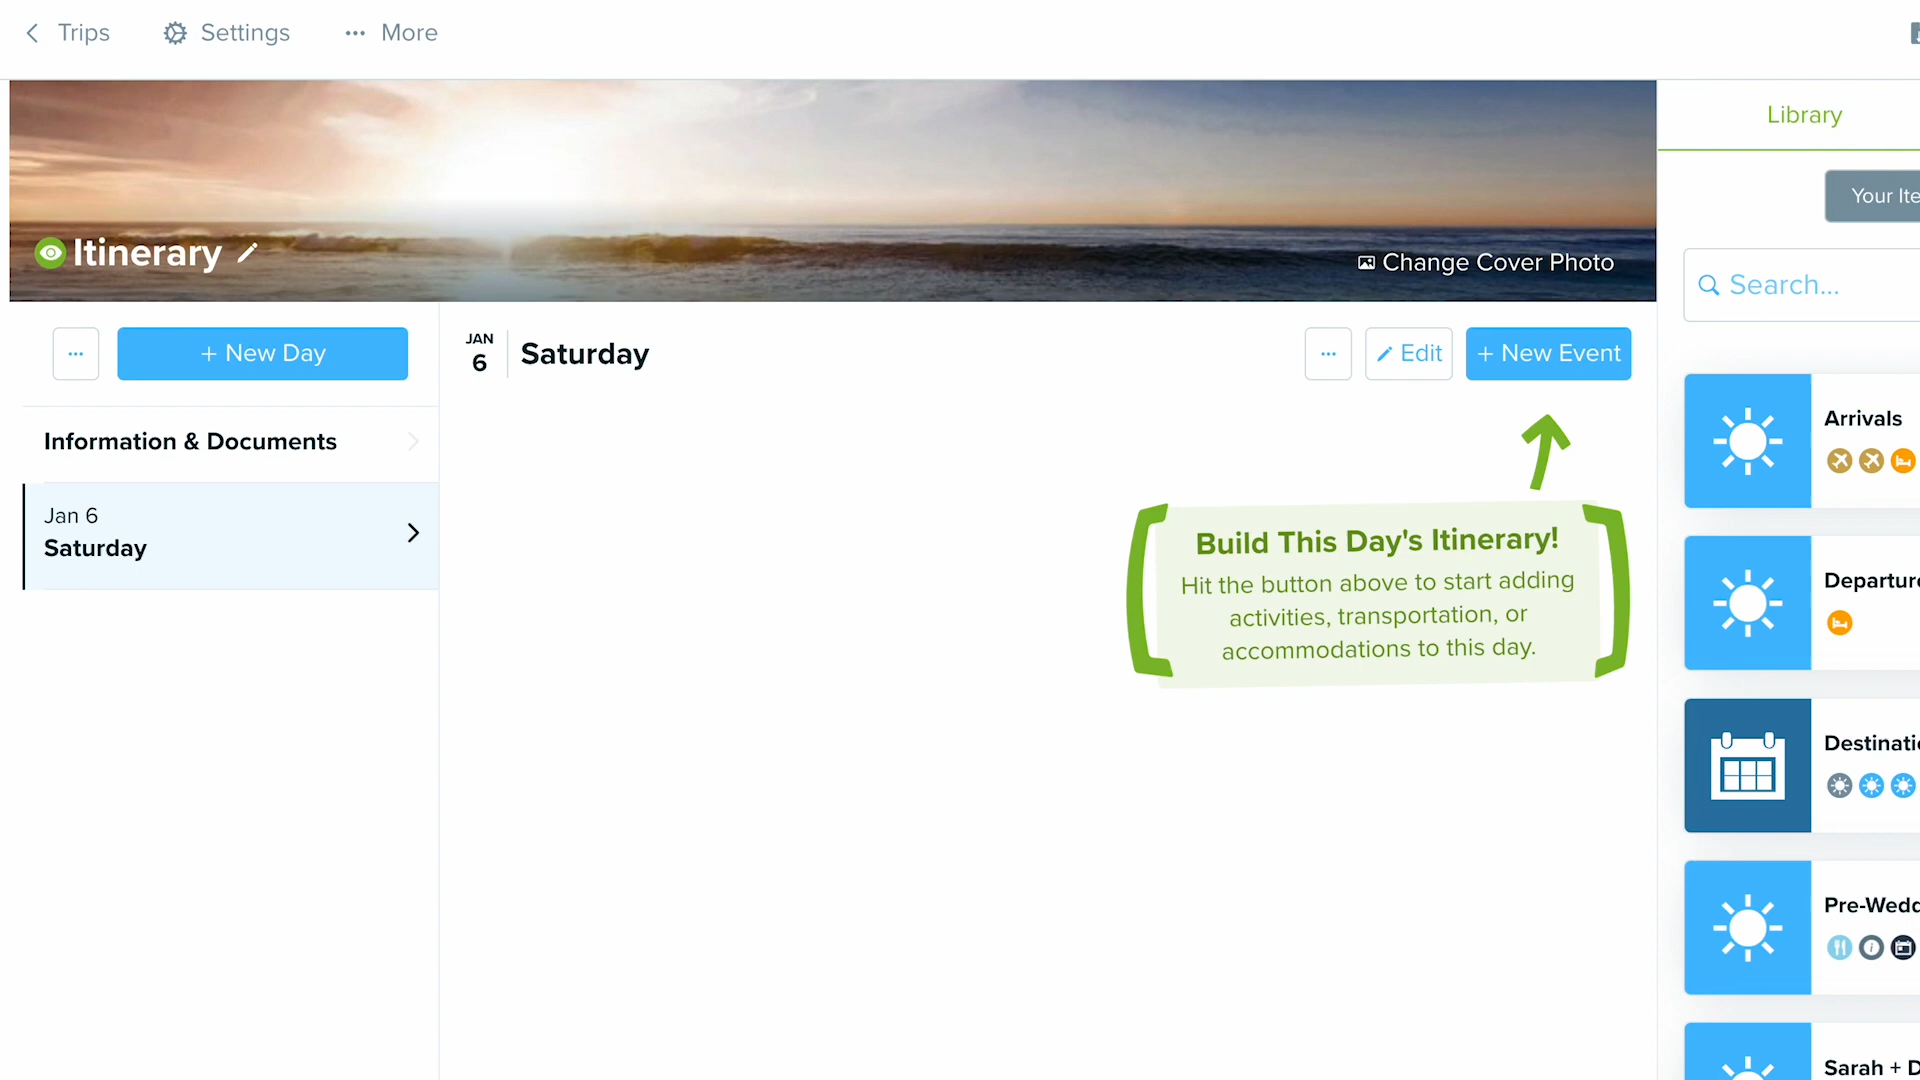 Trips
Settings
More
Itinerary
Change Cover Photo
+ New Day
Information & Documents
Jan 6
Saturday
JAN
6
Saturday
Edit
+ New Event
Build This Day's Itinerary!
Hit the button above to start adding
activities, transportation, or
accommodations to this day.
Library
Your Ite
Search...
Arrivals
Departur
Destinati
Pre-Wedd
Sarah + D